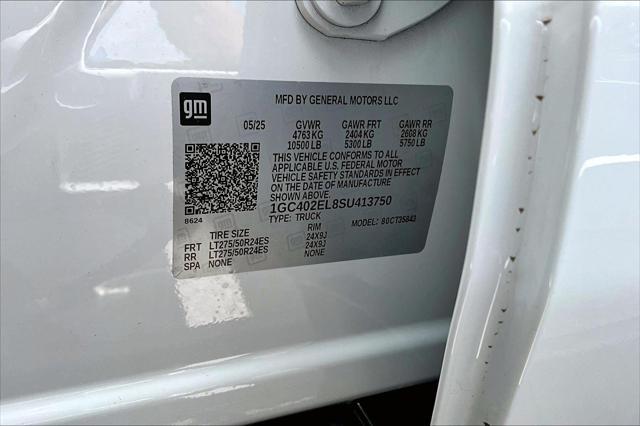 gm
MFD BY GENERAL MOTORS LLC
05/25 GVWR GAWR FRT GAWR RR
4763 KG 2404 KG 2608 KG
10500 LB 5300 LB 5750 LB
THIS VEHICLE CONFORMS TO ALL
APPLICABLE U.S. FEDERAL MOTOR
VEHICLE SAFETY STANDARDS IN EFFECT
ON THE DATE OF MANUFACTURE
1GC402EL8SU413750
8624
TYPE: TRUCK MODEL: 80CT35843
TIRE SIZE RIM
FRT LT275/50R24ES 24X9J
RR LT275/50R24ES 24X9J
SPA NONE NONE